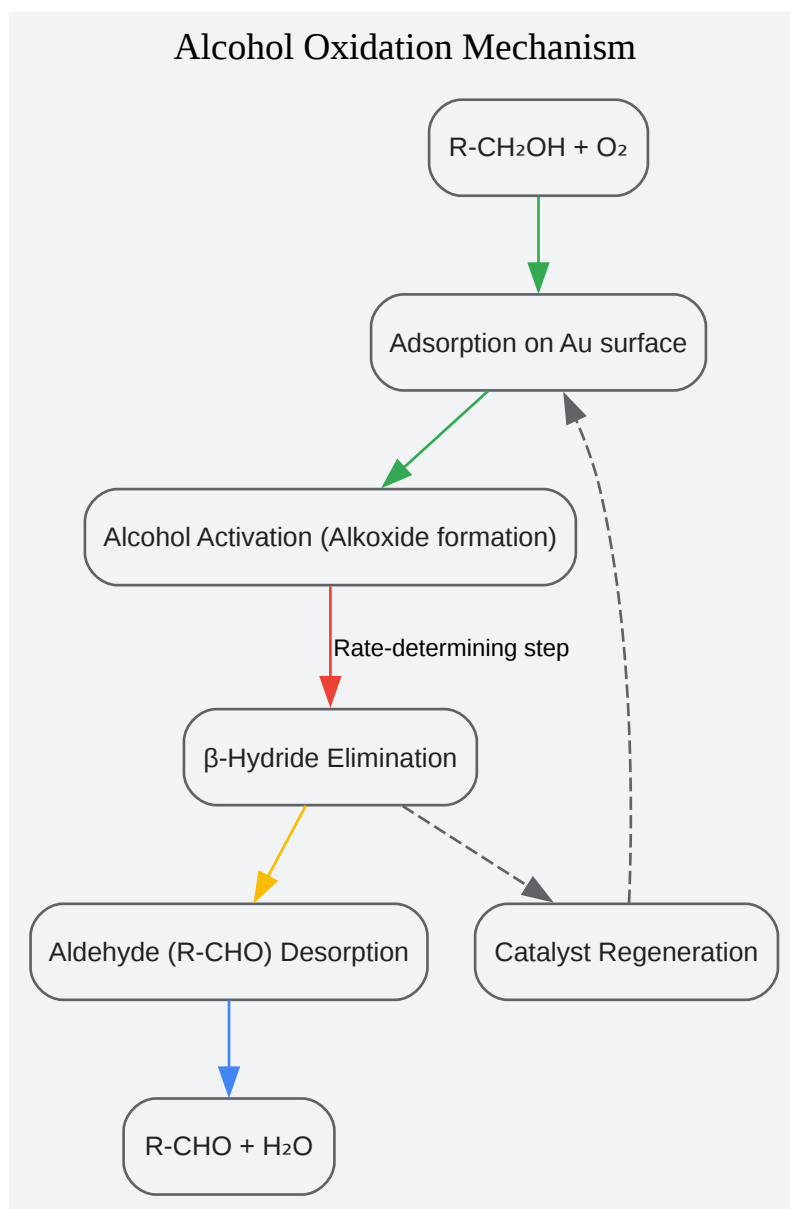 Alcohol Oxidation Mechanism
R-CH₂OH + O₂
Adsorption on Au surface
Alcohol Activation (Alkoxide formation)
Rate-determining step
β-Hydride Elimination
Aldehyde (R-CHO) Desorption
Catalyst Regeneration
R-CHO + H₂O